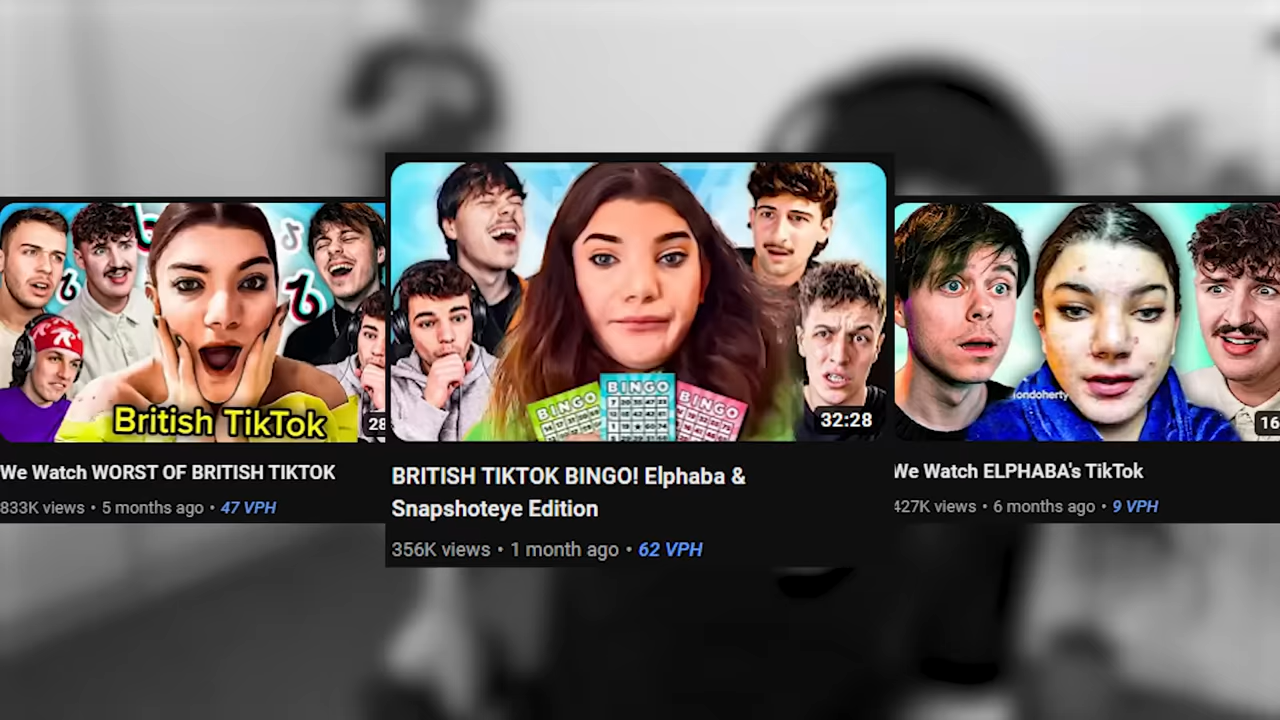 British TikTok
28
We Watch WORST OF BRITISH TIKTOK
833K views • 5 months ago • 47 VPH
BINGO
BINGO
BINGO
32:28
BRITISH TIKTOK BINGO! Elphaba &
Snapshoteye Edition
356K views • 1 month ago • 62 VPH
londoherty
16
We Watch ELPHABA's TikTok
427K views • 6 months ago • 9 VPH